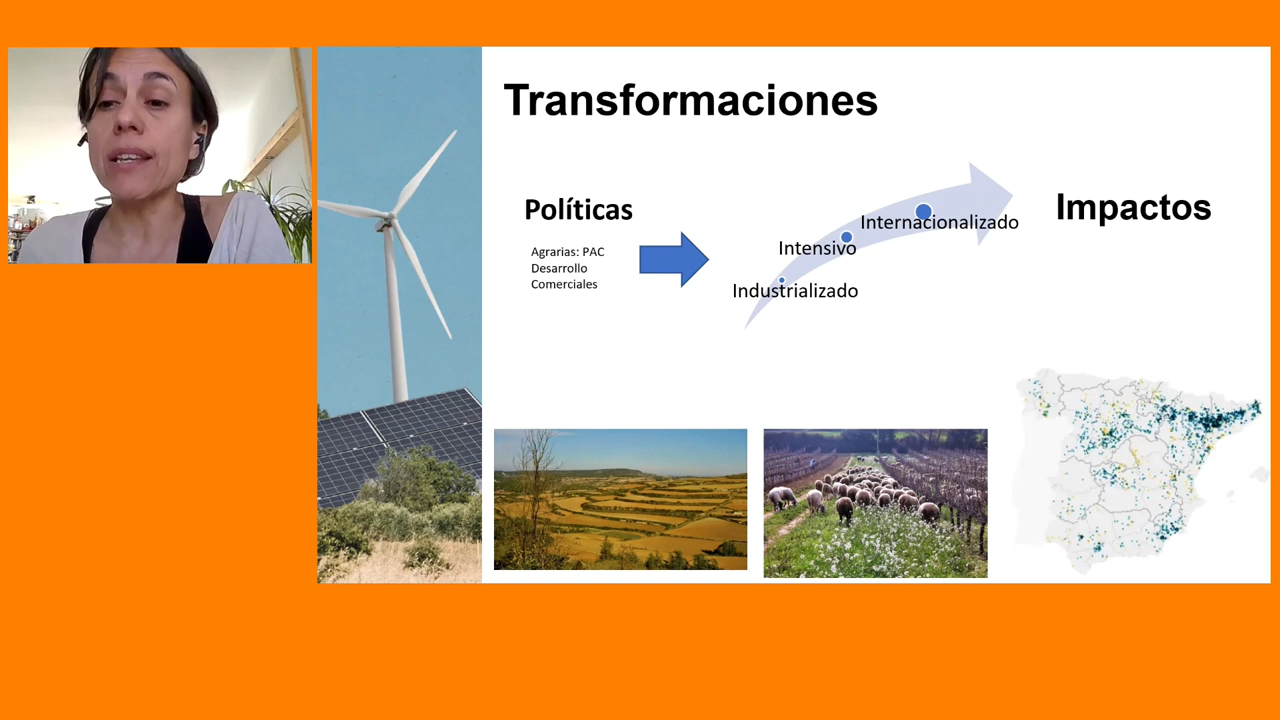 Transformaciones
Políticas
Agrarias: PAC
Desarrollo
Comerciales
Industrializado
Intensivo
Internacionalizado
Impactos